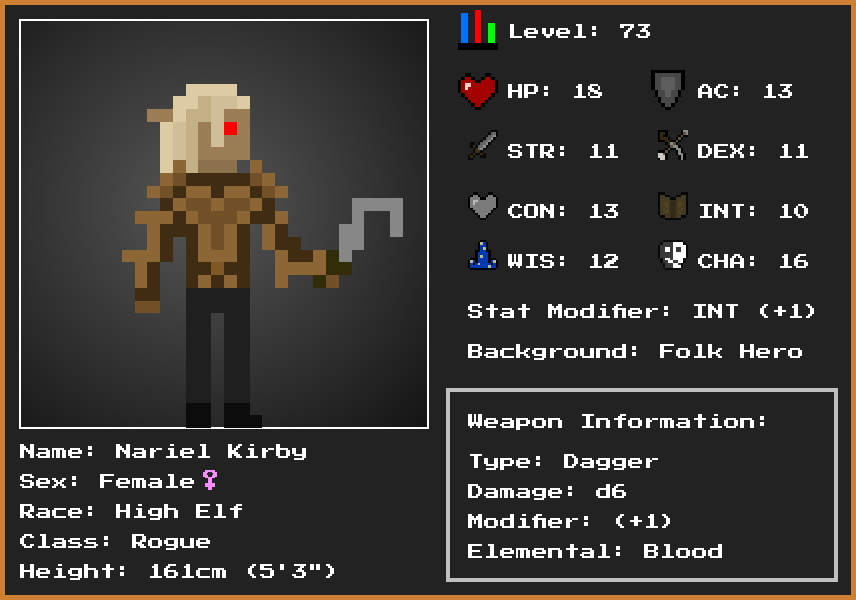 Level: 73
HP: 18
AC: 13
STR: 11
DEX: 11
CON: 13
INT: 10
WIS: 12
CHA: 16
Stat Modifier: INT (+1)
Background: Folk Hero
Weapon Information:
Type: Dagger
Damage: d6
Modifier: (+1)
Elemental: Blood
Name: Nariel Kirby
Sex: Female♀
Race: High Elf
Class: Rogue
Height: 161cm (5'3")